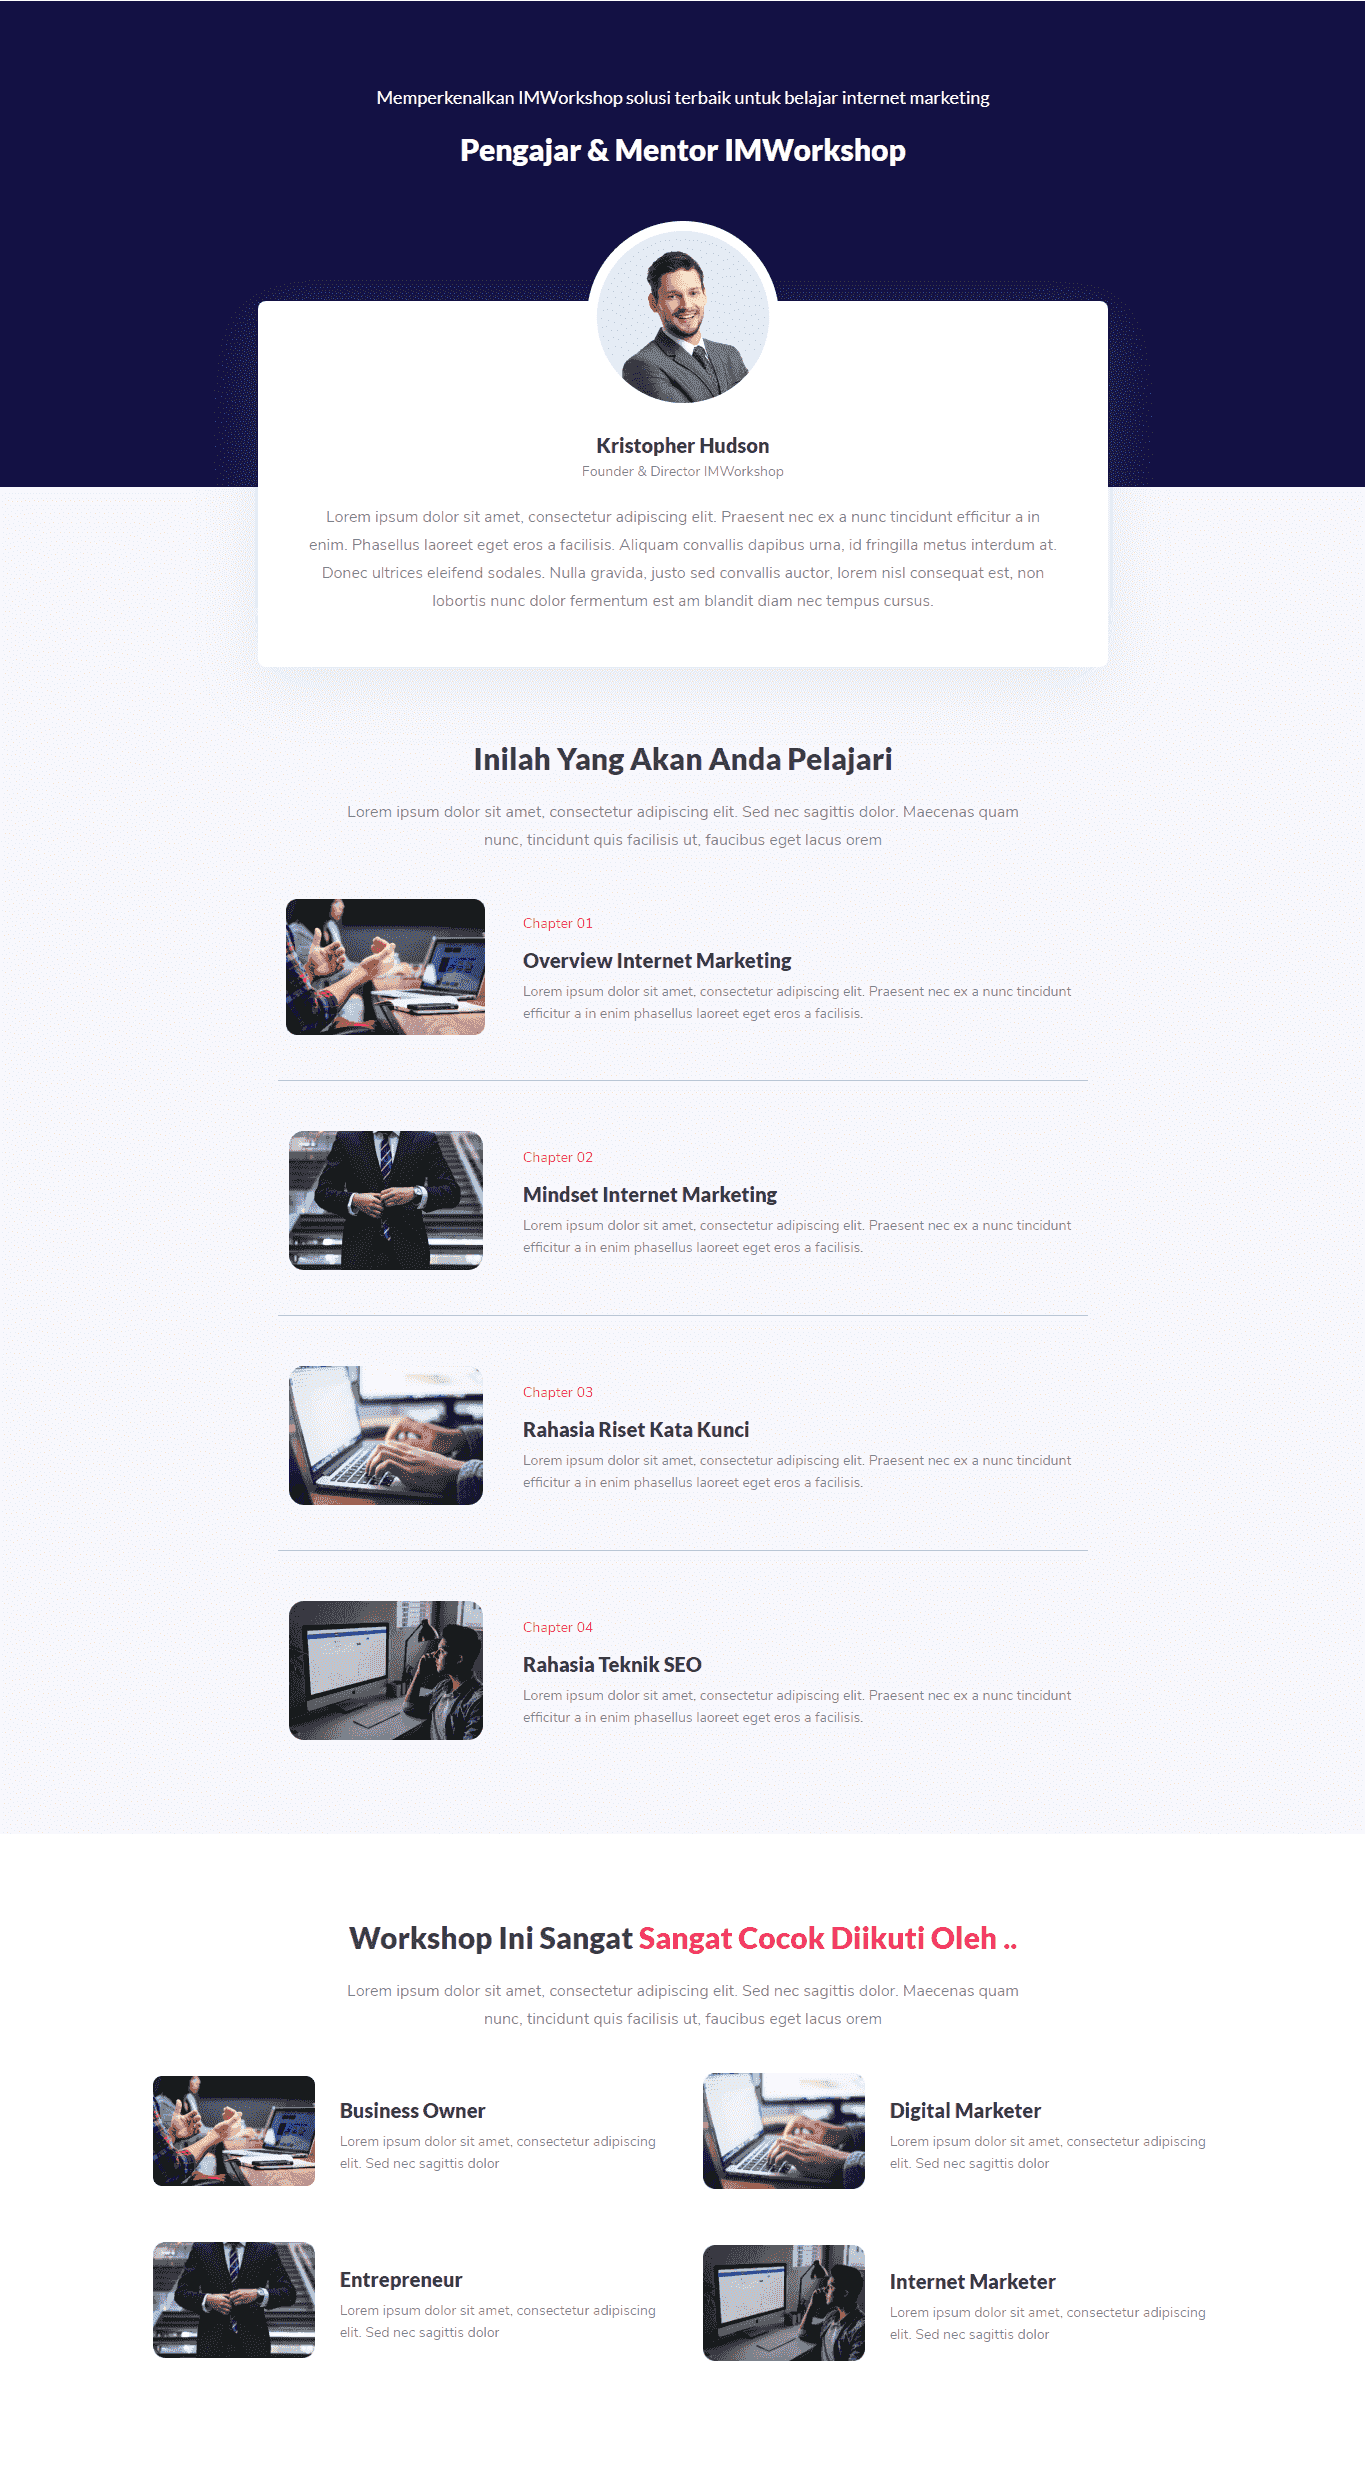 Memperkenalkan IMWorkshop solusi terbaik untuk belajar internet marketing
Pengajar & Mentor IMWorkshop
Kristopher Hudson
Founder & Director IMWorkshop
Lorem ipsum dolor sit amet, consectetur adipiscing elit. Praesent nec ex a nunc tincidunt efficitur a in
enim. Phasellus laoreet eget eros a facilisis. Aliquam convallis dapibus urna, id fringilla metus interdum at.
Donec ultrices eleifend sodales. Nulla gravida, justo sed convallis auctor, lorem nisl consequat est, non
lobortis nunc dolor fermentum est am blandit diam nec tempus cursus.
Inilah Yang Akan Anda Pelajari
Lorem ipsum dolor sit amet, consectetur adipiscing elit. Sed nec sagittis dolor. Maecenas quam
nunc, tincidunt quis facilisis ut, faucibus eget lacus orem
Chapter 01
Overview Internet Marketing
Lorem ipsum dolor sit amet, consectetur adipiscing elit. Praesent nec ex a nunc tincidunt
efficitur a in enim phasellus laoreet eget eros a facilisis.
Chapter 02
Mindset Internet Marketing
Lorem ipsum dolor sit amet, consectetur adipiscing elit. Praesent nec ex a nunc tincidunt
efficitur a in enim phasellus laoreet eget eros a facilisis.
Chapter 03
Rahasia Riset Kata Kunci
Lorem ipsum dolor sit amet, consectetur adipiscing elit. Praesent nec ex a nunc tincidunt
efficitur a in enim phasellus laoreet eget eros a facilisis.
Chapter 04
Rahasia Teknik SEO
Lorem ipsum dolor sit amet, consectetur adipiscing elit. Praesent nec ex a nunc tincidunt
efficitur a in enim phasellus laoreet eget eros a facilisis.
Workshop Ini Sangat Sangat Cocok Diikuti Oleh ..
Lorem ipsum dolor sit amet, consectetur adipiscing elit. Sed nec sagittis dolor. Maecenas quam
nunc, tincidunt quis facilisis ut, faucibus eget lacus orem
Business Owner
Lorem ipsum dolor sit amet, consectetur adipiscing
elit. Sed nec sagittis dolor
Digital Marketer
Lorem ipsum dolor sit amet, consectetur adipiscing
elit. Sed nec sagittis dolor
Entrepreneur
Lorem ipsum dolor sit amet, consectetur adipiscing
elit. Sed nec sagittis dolor
Internet Marketer
Lorem ipsum dolor sit amet, consectetur adipiscing
elit. Sed nec sagittis dolor